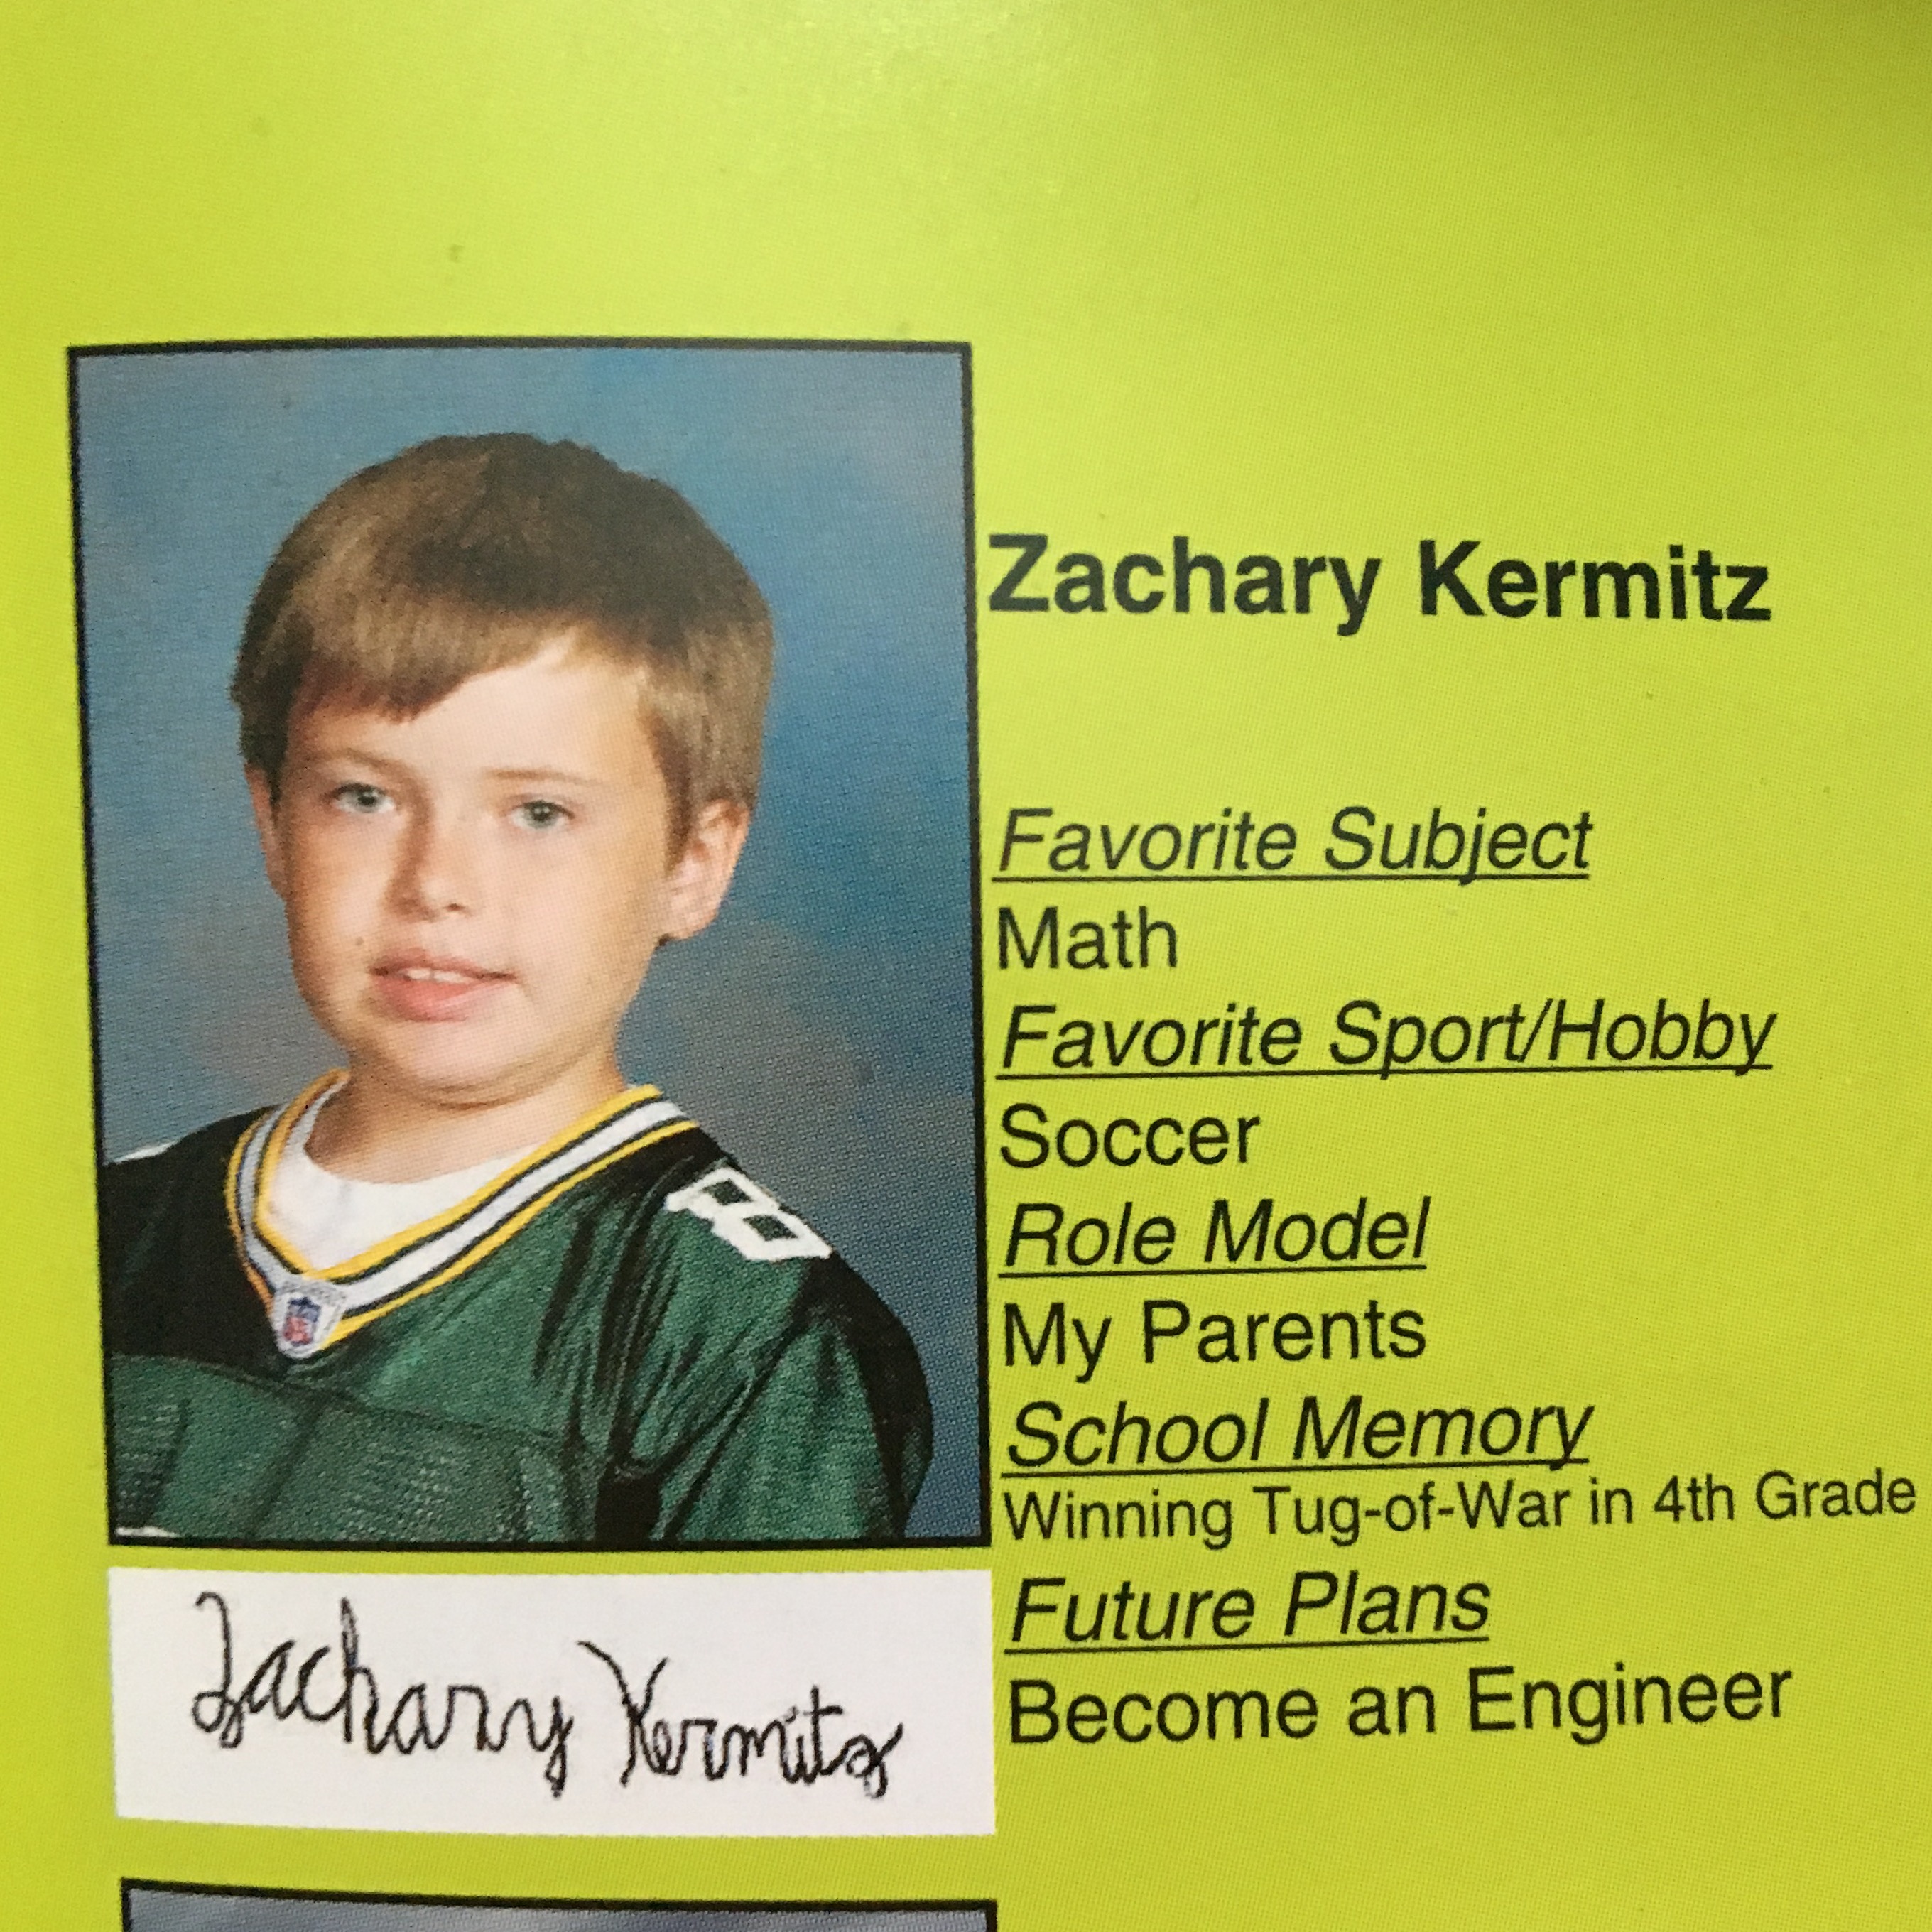 Zachary Kermitz
Favorite Subject
Math
Favorite Sport/Hobby
Soccer
Role Model
My Parents
School Memory
Winning Tug-of-War in 4th Grade
Future Plans
Become an Engineer
8
Zachary Kermitz